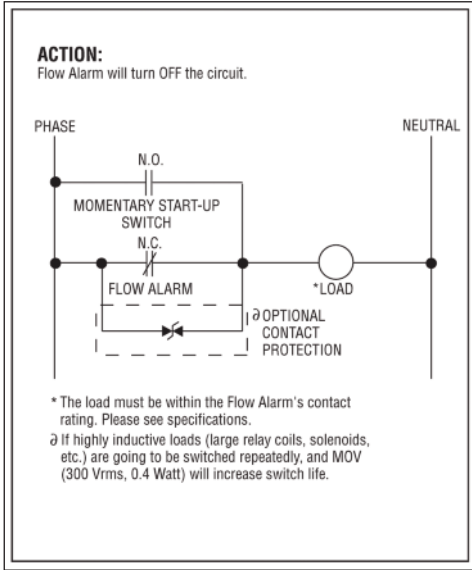 ACTION:
Flow Alarm will turn OFF the circuit.
PHASE
NEUTRAL
N.O.
MOMENTARY START-UP
SWITCH
N.C.
FLOW ALARM
*LOAD
∂ OPTIONAL
CONTACT
PROTECTION
* The load must be within the Flow Alarm's contact
rating. Please see specifications.
∂ If highly inductive loads (large relay coils, solenoids,
etc.) are going to be switched repeatedly, and MOV
(300 Vrms, 0.4 Watt) will increase switch life.